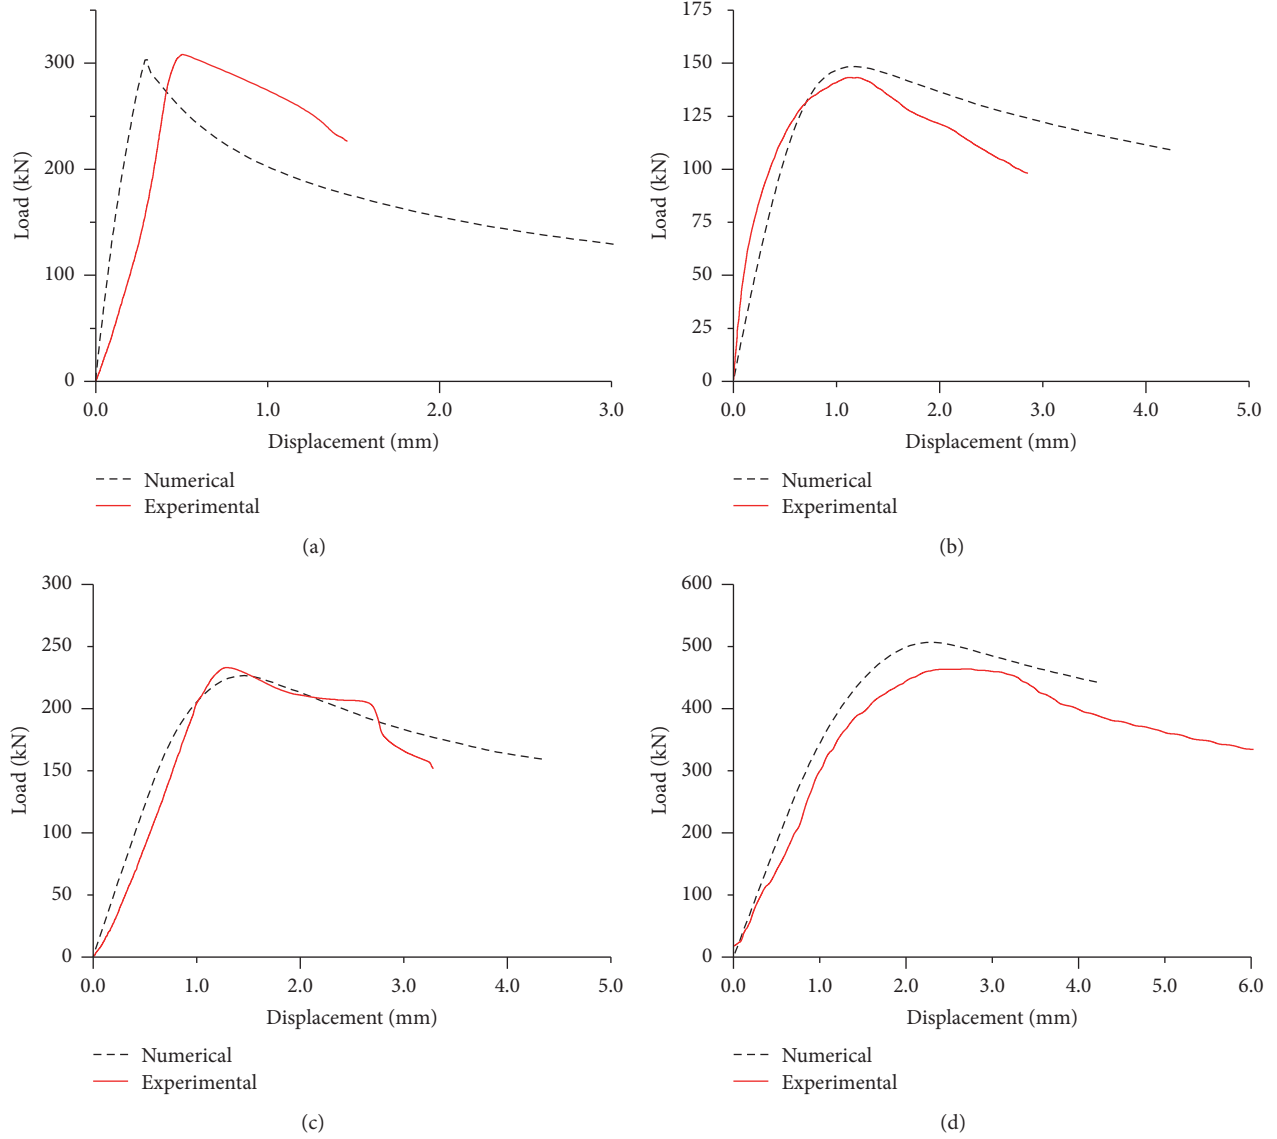 300
200
100
0
Load (kN)
0.0 1.0 2.0 3.0
Displacement (mm)
Numerical
Experimental
(a)
175
150
125
100
75
50
25
0
Load (kN)
0.0 1.0 2.0 3.0 4.0 5.0
Displacement (mm)
Numerical
Experimental
(b)
300
250
200
150
100
50
0
Load (kN)
0.0 1.0 2.0 3.0 4.0 5.0
Displacement (mm)
Numerical
Experimental
(c)
600
500
400
300
200
100
0
Load (kN)
0.0 1.0 2.0 3.0 4.0 5.0 6.0
Displacement (mm)
Numerical
Experimental
(d)